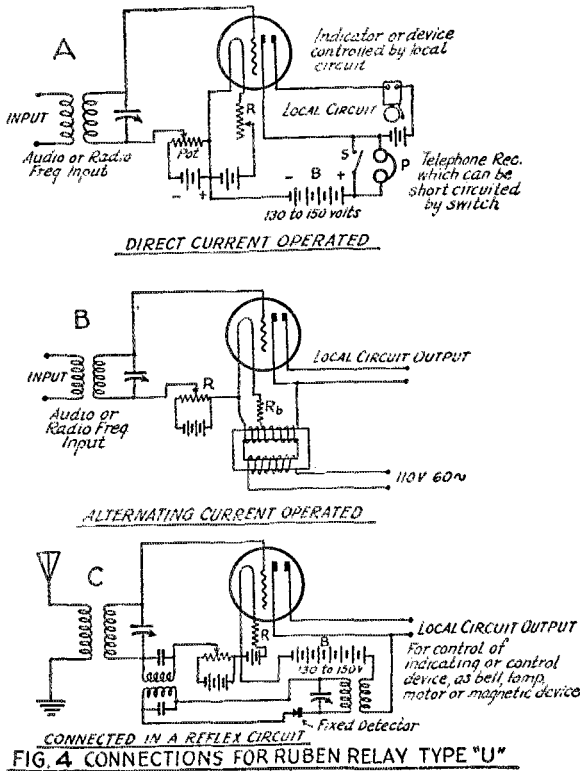 A
Indicator or device
controlled by local
circuit
INPUT
R
LOCAL CIRCUIT
Audio or Radio
Freq Input
Pot
- +
S
P
- B +
130 to 150 volts
Telephone Rec.
which can be
short circuited
by switch
DIRECT CURRENT OPERATED
B
LOCAL CIRCUIT OUTPUT
INPUT
R
Rb
Audio or
Radio Freq
Input
110V 60~
ALTERNATING CURRENT OPERATED
C
R
B
130 to 150V
LOCAL CIRCUIT OUTPUT
For control of
indicating or control
device, as bell, lamp,
motor or magnetic device
Fixed Detector
CONNECTED IN A REFLEX CIRCUIT
FIG. 4 CONNECTIONS FOR RUBEN RELAY TYPE "U"